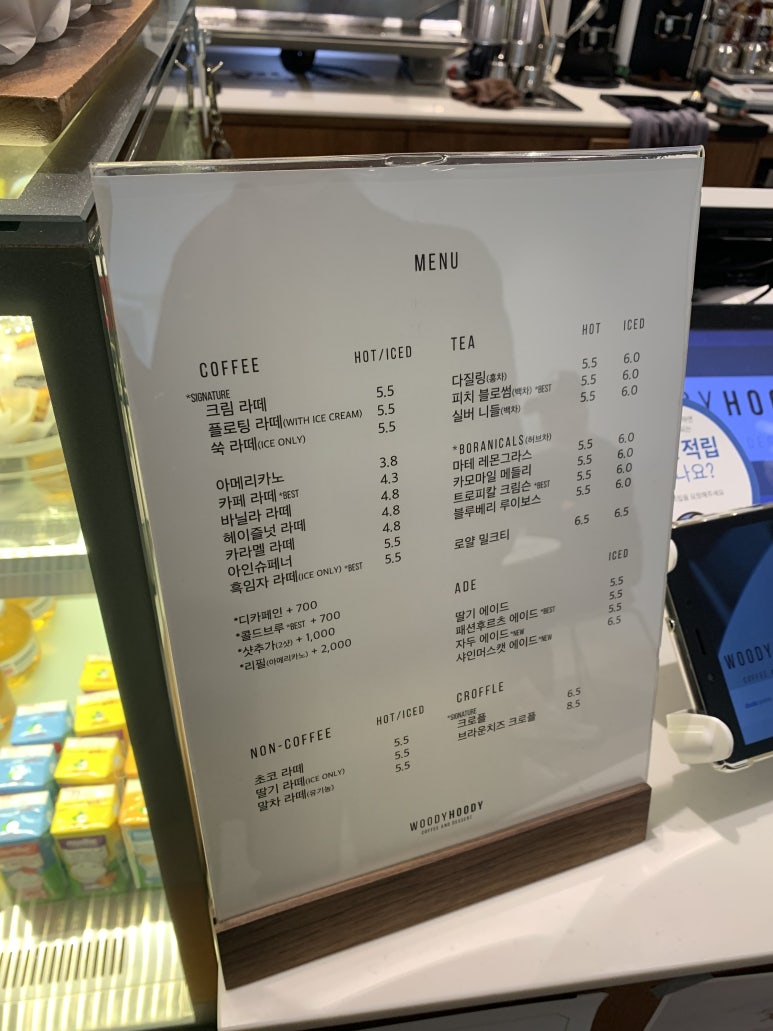 MENU
COFFEE HOT/ICED
*SIGNATURE
크림 라떼 5.5
플로팅 라떼(WITH ICE CREAM) 5.5
쑥 라떼(ICE ONLY) 5.5
아메리카노 3.8
카페 라떼 *BEST 4.3
바닐라 라떼 4.8
헤이즐넛 라떼 4.8
카라멜 라떼 4.8
아인슈페너 5.5
흑임자 라떼(ICE ONLY) *BEST 5.5
*디카페인 + 700
*콜드브루 *BEST + 700
*샷추가(2샷) + 1,000
*리필(아메리카노) + 2,000
NON-COFFEE HOT/ICED
초코 라떼 5.5
딸기 라떼(ICE ONLY) 5.5
말차 라떼(유기농) 5.5
TEA HOT ICED
다질링(홍차) 5.5 6.0
피치 블로썸(백차) *BEST 5.5 6.0
실버 니들(백차) 5.5 6.0
*BORANICALS(허브차)
마테 레몬그라스 5.5 6.0
카모마일 메들리 5.5 6.0
트로피칼 크림슨 *BEST 5.5 6.0
블루베리 루이보스 5.5 6.0
로얄 밀크티 6.5 6.5
ADE ICED
딸기 에이드 5.5
패션후르츠 에이드 *BEST 5.5
자두 에이드 *NEW 5.5
샤인머스캣 에이드 *NEW 6.5
CROFFLE
*SIGNATURE
크로플 6.5
브라운치즈 크로플 8.5
WOODYHOODY
COFFEE AND DESSERT
DYHO
적립
나요?
WOODY